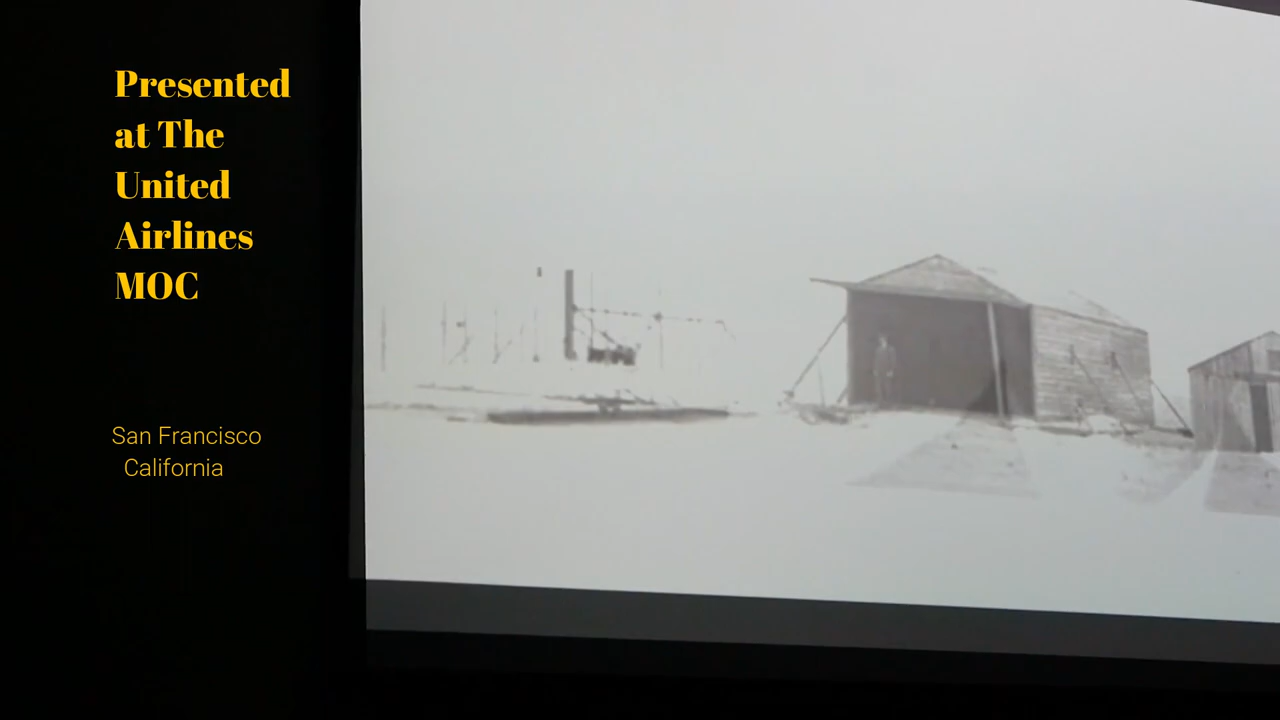 Presented
at The
United
Airlines
MOC
San Francisco
California